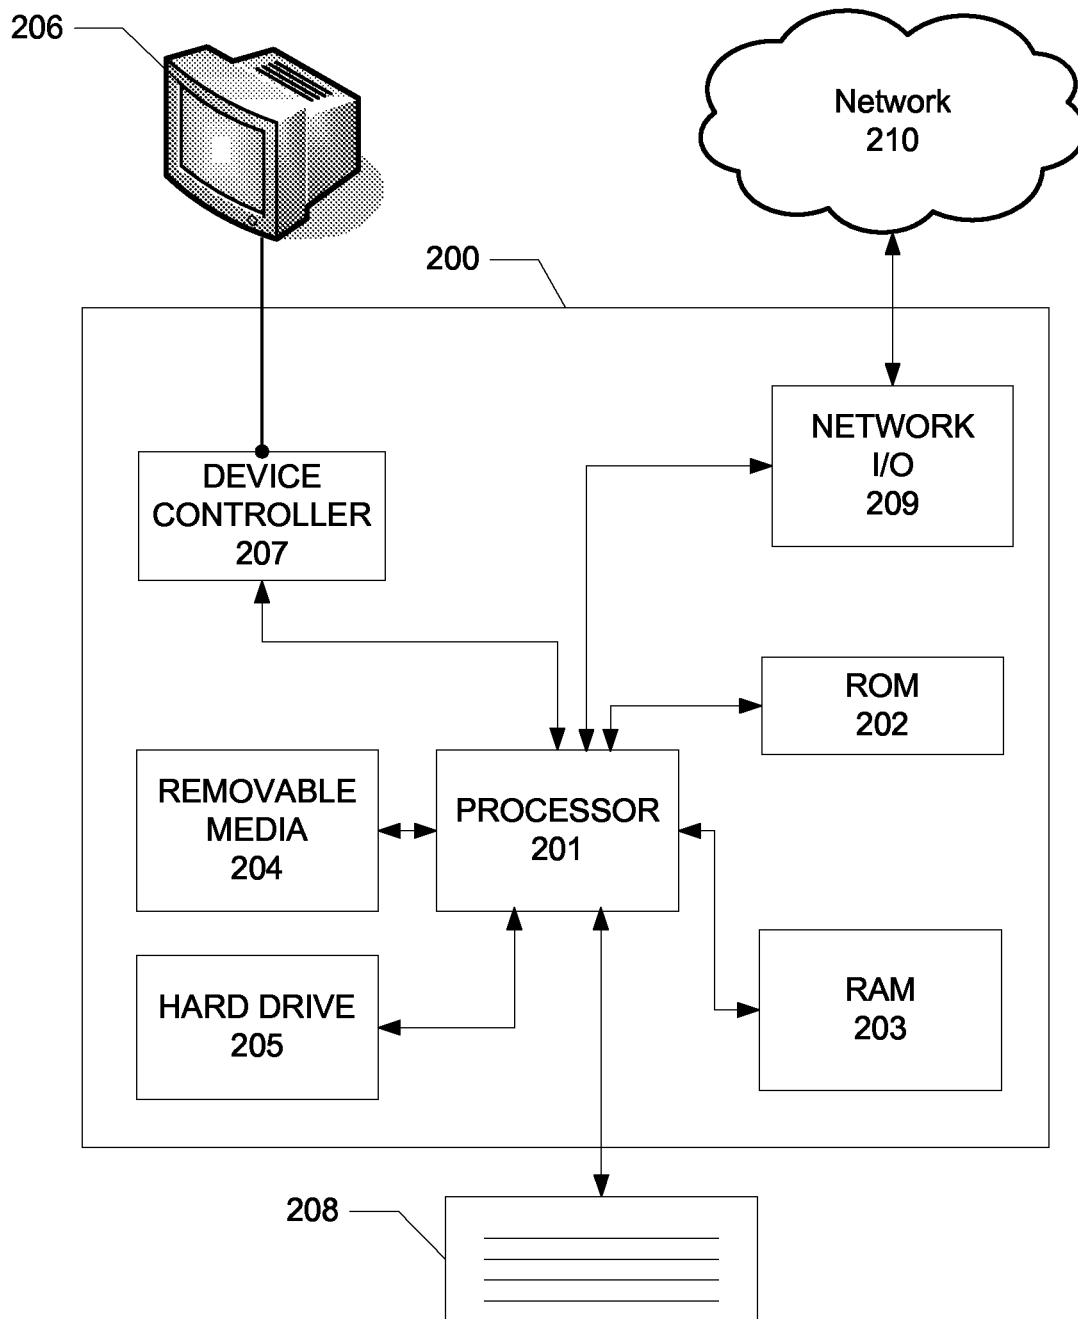 206
Network
210
200
NETWORK
I/O
209
DEVICE
CONTROLLER
207
ROM
202
REMOVABLE
MEDIA
204
PROCESSOR
201
HARD DRIVE
205
RAM
203
208